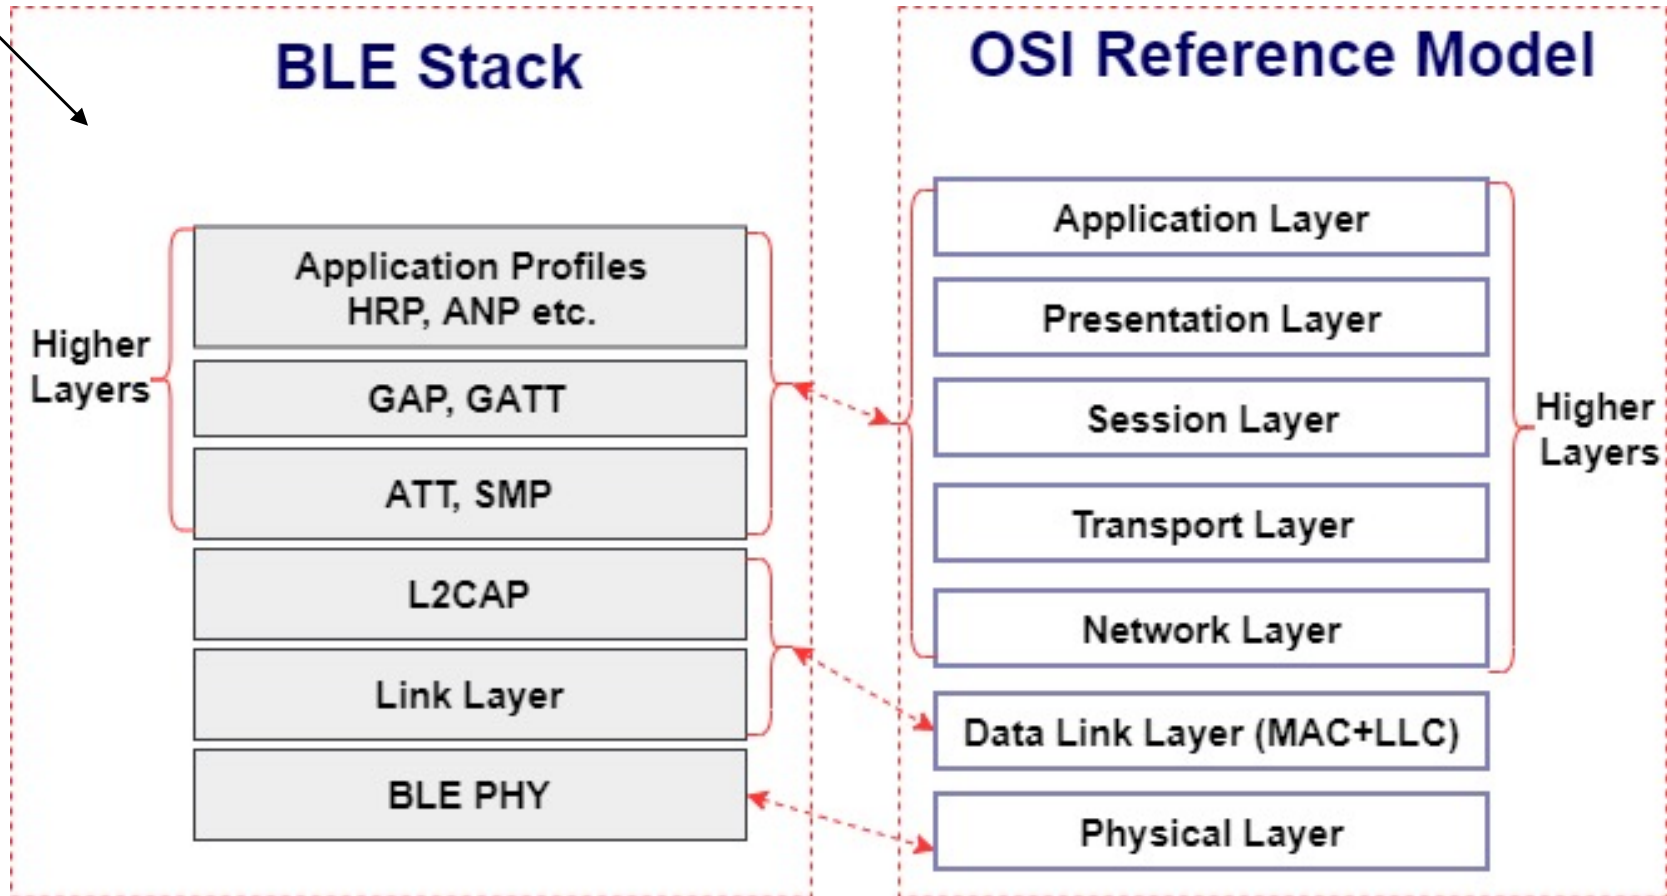 BLE Stack
Higher
Layers
Application Profiles
HRP, ANP etc.
GAP, GATT
ATT, SMP
L2CAP
Link Layer
BLE PHY
OSI Reference Model
Application Layer
Presentation Layer
Session Layer
Transport Layer
Network Layer
Data Link Layer (MAC+LLC)
Physical Layer
Higher
Layers